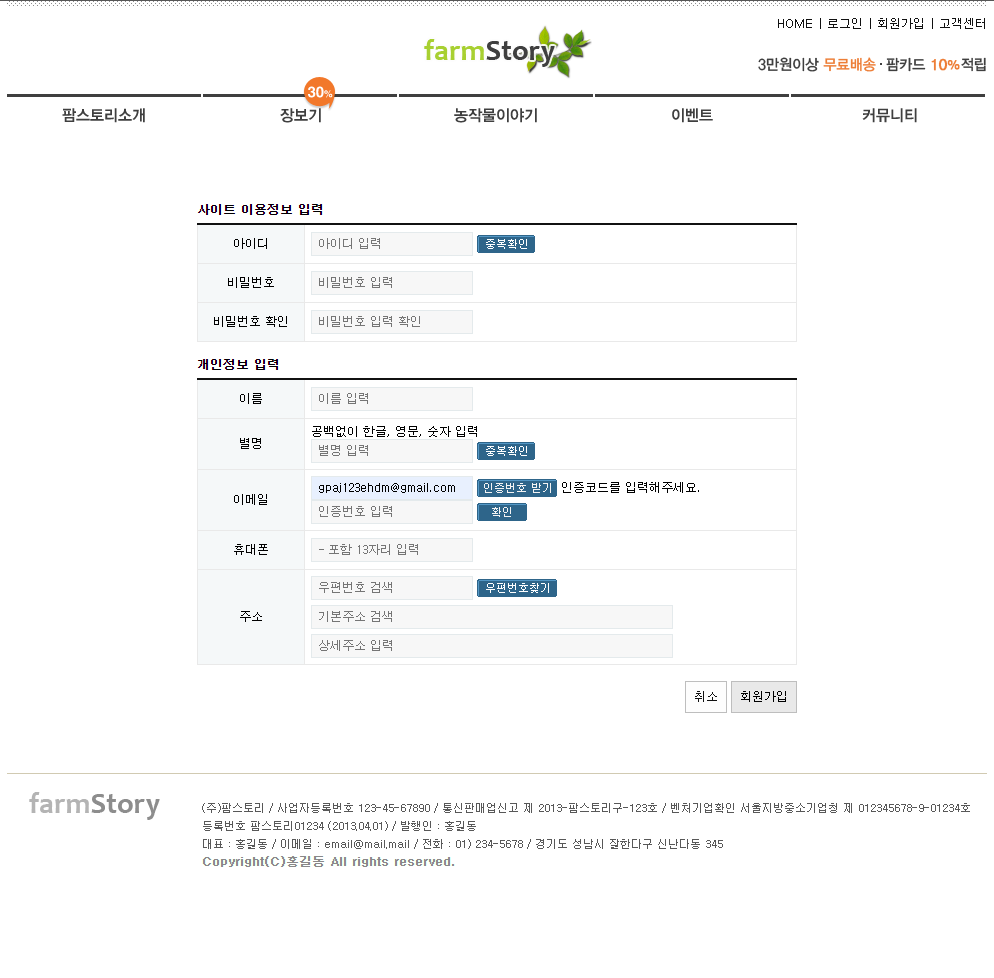 HOME | 로그인 | 회원가입 | 고객센터
farmStory
3만원이상 무료배송 · 팜카드 10%적립
30%
팜스토리소개 장보기 농작물이야기 이벤트 커뮤니티
사이트 이용정보 입력
아이디 아이디 입력 중복확인
비밀번호 비밀번호 입력
비밀번호 확인 비밀번호 입력 확인
개인정보 입력
이름 이름 입력
공백없이 한글, 영문, 숫자 입력
별명 별명 입력 중복확인
이메일 gpaj123ehdm@gmail.com 인증번호 받기 인증코드를 입력해주세요.
인증번호 입력 확인
휴대폰 - 포함 13자리 입력
우편번호 검색 우편번호찾기
주소 기본주소 검색
상세주소 입력
취소 회원가입
farmStory
(주)팜스토리 / 사업자등록번호 123-45-67890 / 통신판매업신고 제 2013-팜스토리구-123호 / 벤처기업확인 서울지방중소기업청 제 012345678-9-01234호
등록번호 팜스토리01234 (2013.04.01) / 발행인 : 홍길동
대표 : 홍길동 / 이메일 : email@mail.mail / 전화 : 01) 234-5678 / 경기도 성남시 잘한다구 신난다동 345
Copyright(C)홍길동 All rights reserved.